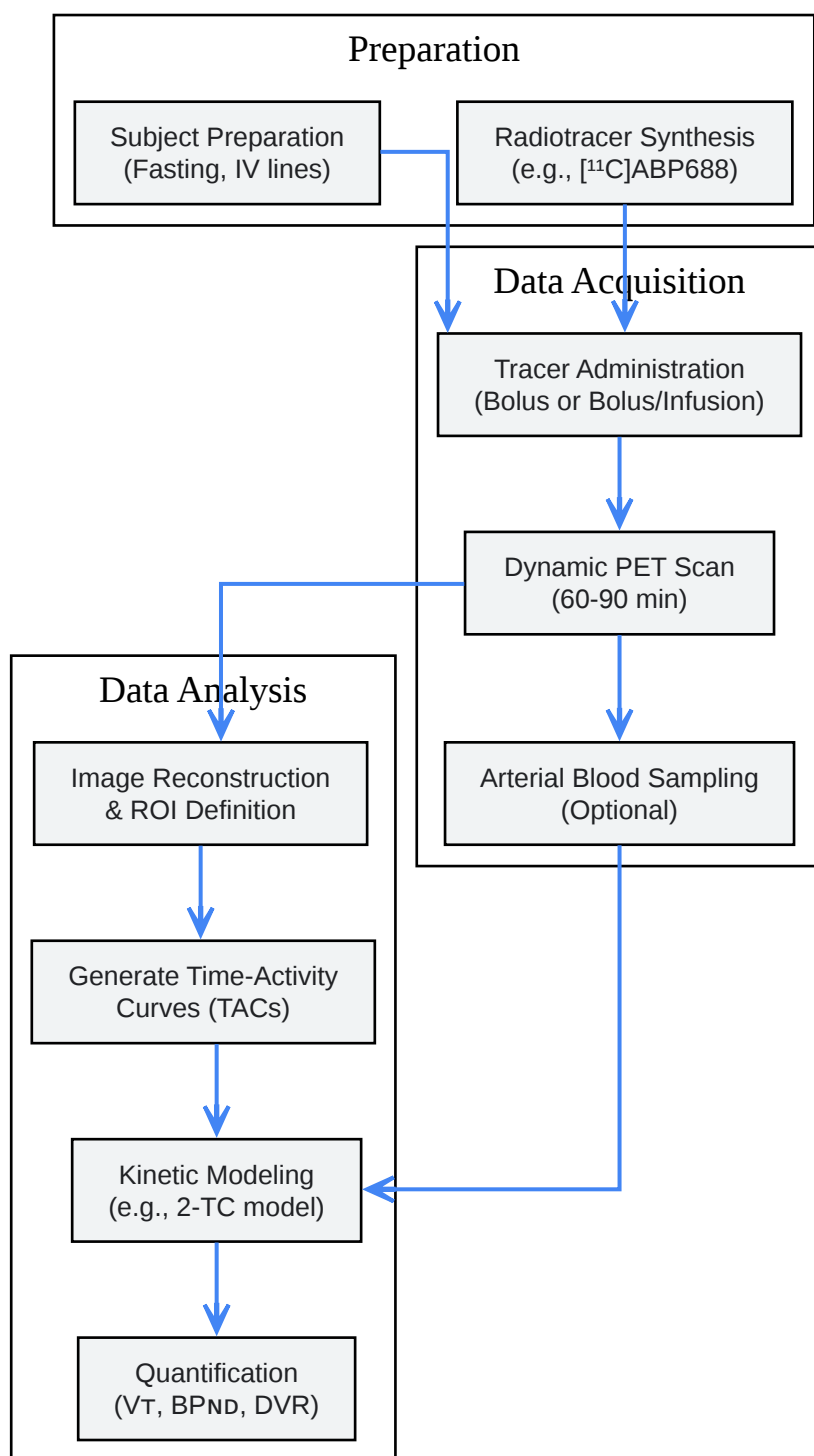 Preparation
Subject Preparation
(Fasting, IV lines)
Radiotracer Synthesis
(e.g., [¹¹C]ABP688)
Data Acquisition
Tracer Administration
(Bolus or Bolus/Infusion)
Dynamic PET Scan
(60-90 min)
Arterial Blood Sampling
(Optional)
Data Analysis
Image Reconstruction
& ROI Definition
Generate Time-Activity
Curves (TACs)
Kinetic Modeling
(e.g., 2-TC model)
Quantification
(Vᴛ, BPɴᴅ, DVR)